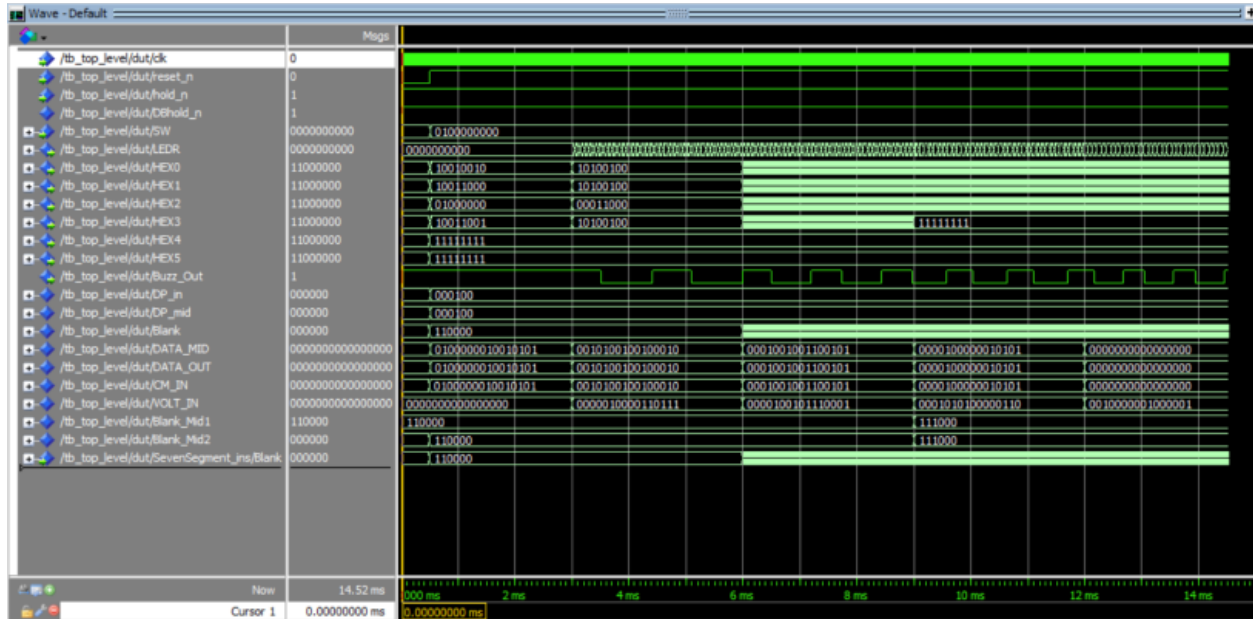 Wave - Default
Msgs
/tb_top_level/dut/clk 0
/tb_top_level/dut/reset_n 0
/tb_top_level/dut/hold_n 1
/tb_top_level/dut/DBhold_n 1
/tb_top_level/dut/SW 0000000000 0100000000
/tb_top_level/dut/LEDR 0000000000 0000000000
/tb_top_level/dut/HEX0 11000000 10010010 10100100
/tb_top_level/dut/HEX1 11000000 10011000 10100100
/tb_top_level/dut/HEX2 11000000 01000000 00011000
/tb_top_level/dut/HEX3 11000000 10011001 10100100 11111111
/tb_top_level/dut/HEX4 11000000 11111111
/tb_top_level/dut/HEX5 11000000 11111111
/tb_top_level/dut/Buzz_Out 1
/tb_top_level/dut/DP_in 000000 000100
/tb_top_level/dut/DP_mid 000000 000100
/tb_top_level/dut/Blank 000000 110000
/tb_top_level/dut/DATA_MID 0000000000000000 0100000010010101 0010100100100010 0001001001100101 0000100000010101 0000000000000000
/tb_top_level/dut/DATA_OUT 0000000000000000 0100000010010101 0010100100100010 0001001001100101 0000100000010101 0000000000000000
/tb_top_level/dut/CM_IN 0000000000000000 0100000010010101 0010100100100010 0001001001100101 0000100000010101 0000000000000000
/tb_top_level/dut/VOLT_IN 0000000000000000 0000000000000000 0000010000110111 0000100101110001 0001010100000110 0010000001000001
/tb_top_level/dut/Blank_Mid1 110000 110000 111000
/tb_top_level/dut/Blank_Mid2 000000 110000 111000
/tb_top_level/dut/SevenSegment_ins/Blank 000000 110000
Now 14.52 ms 000 ms 2 ms 4 ms 6 ms 8 ms 10 ms 12 ms 14 ms
Cursor 1 0.00000000 ms 0.00000000 ms